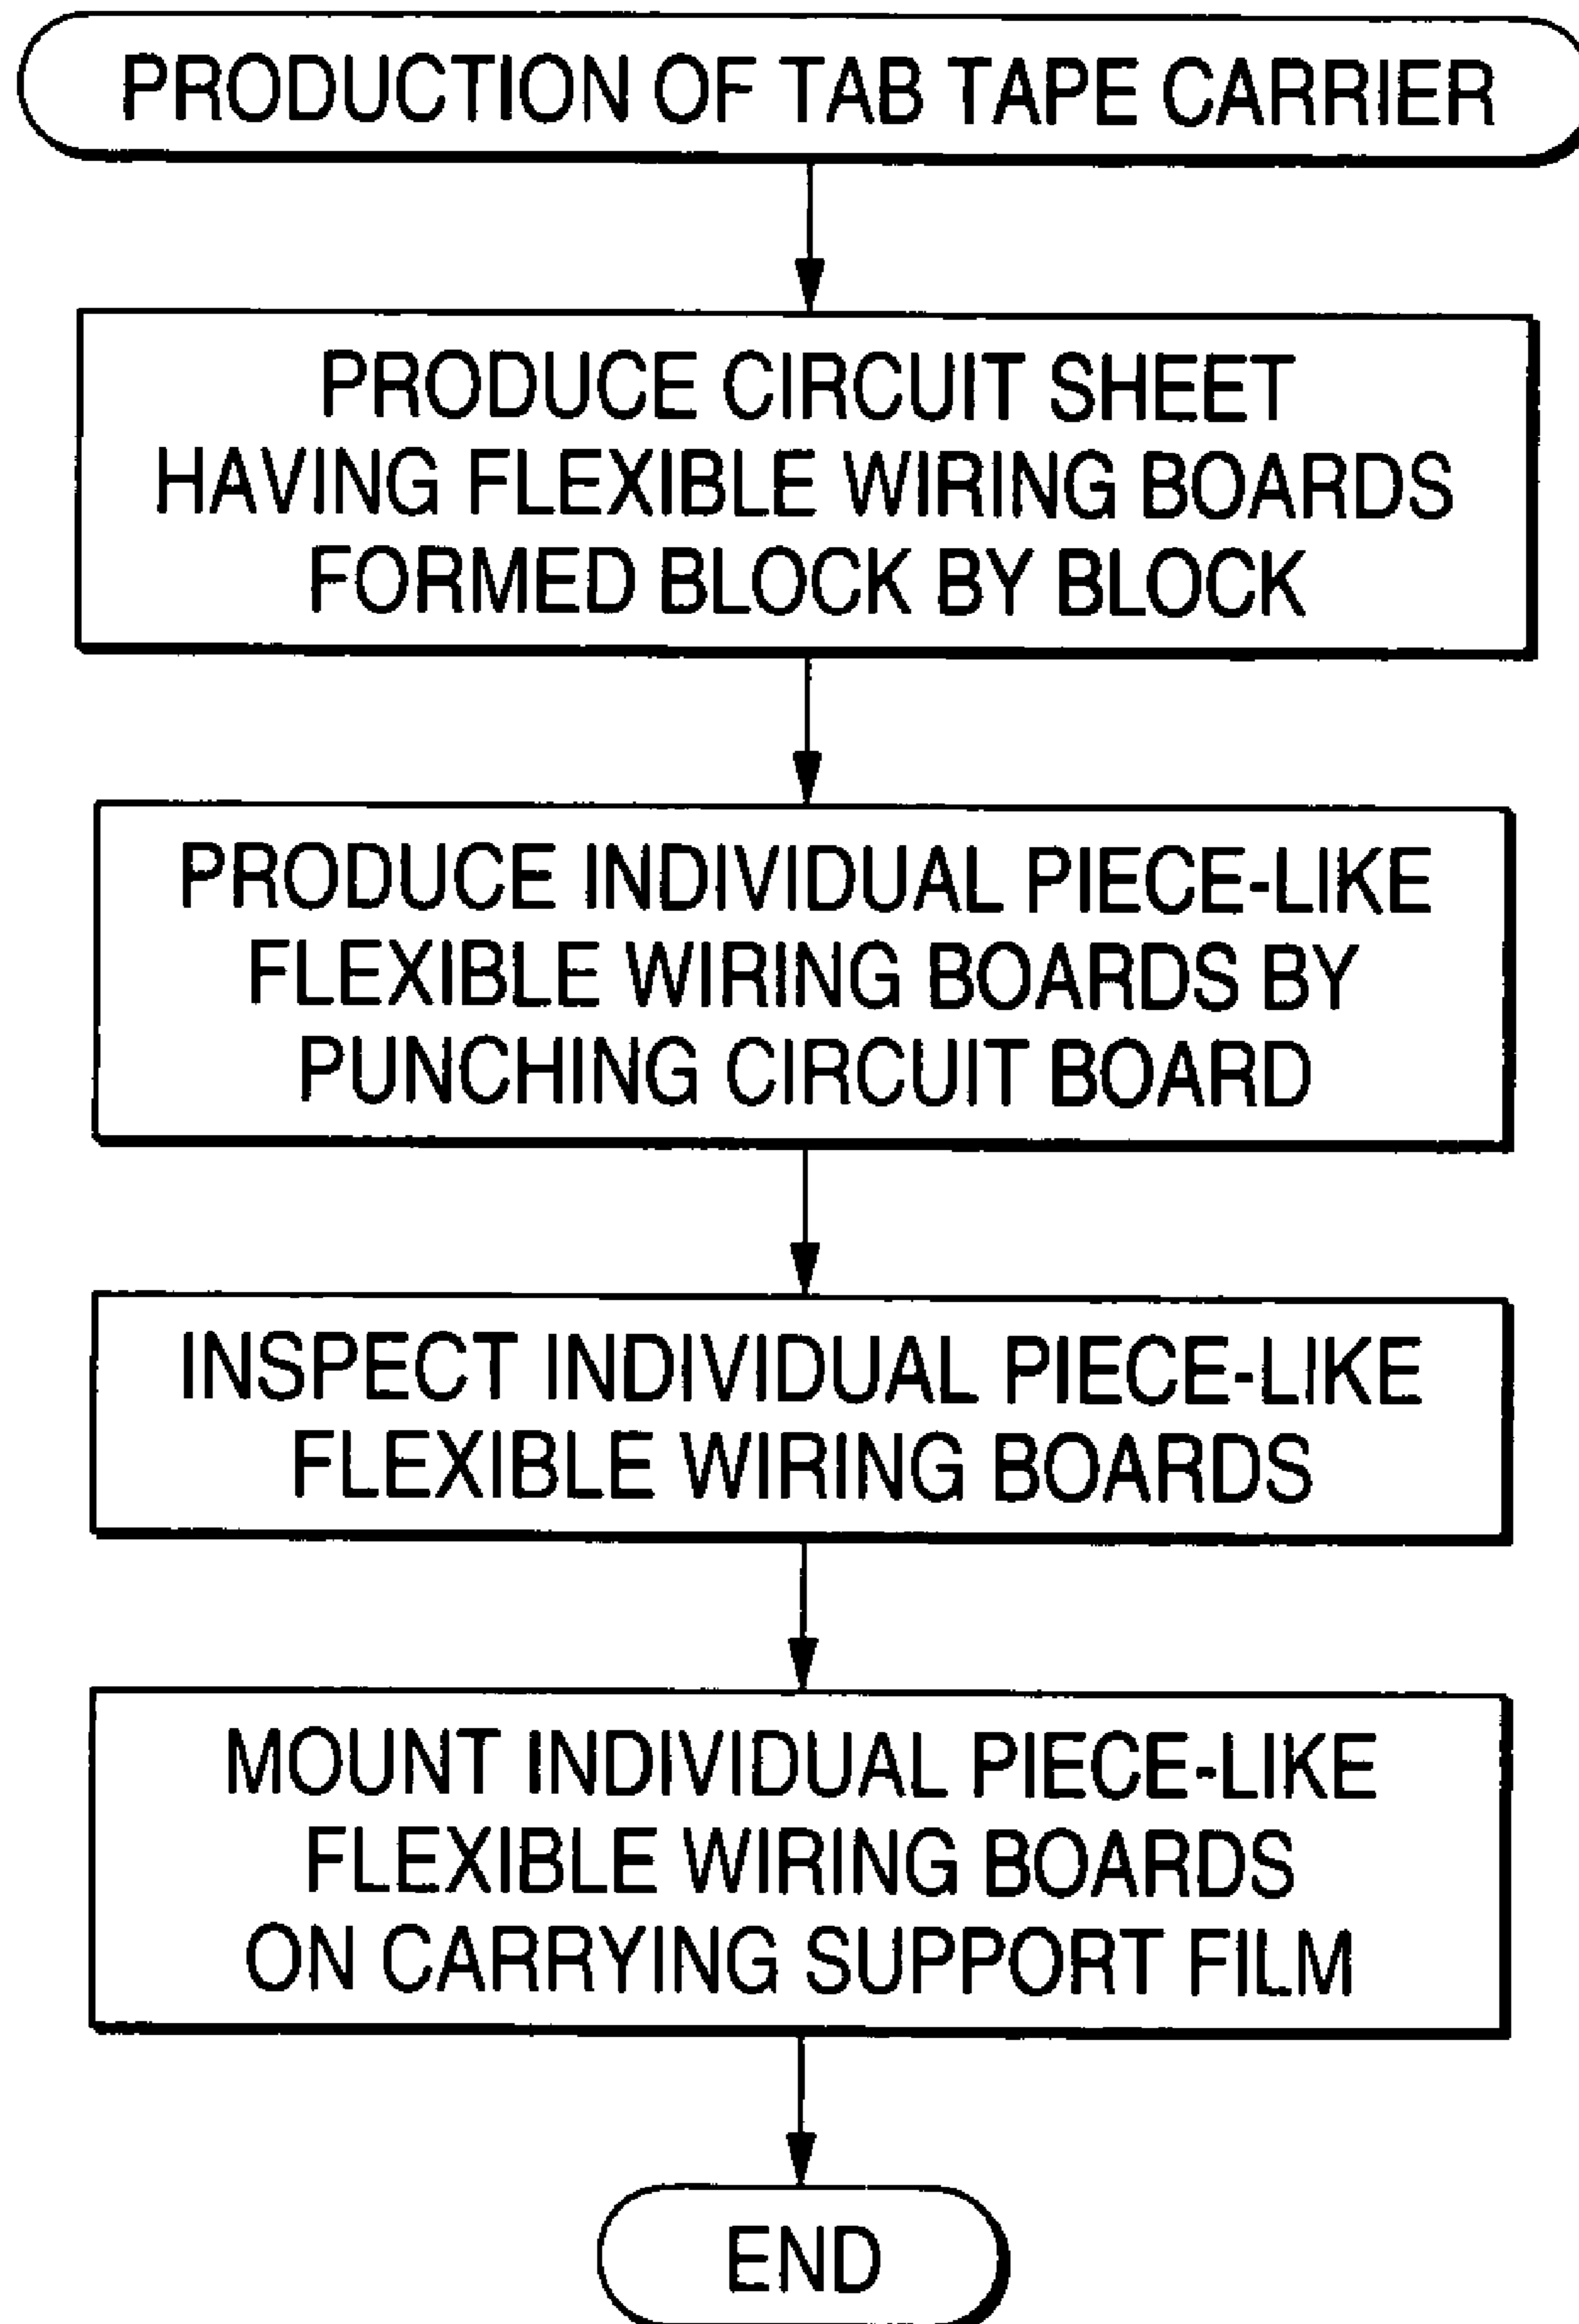 PRODUCTION OF TAB TAPE CARRIER
PRODUCE CIRCUIT SHEET
HAVING FLEXIBLE WIRING BOARDS
FORMED BLOCK BY BLOCK
PRODUCE INDIVIDUAL PIECE-LIKE
FLEXIBLE WIRING BOARDS BY
PUNCHING CIRCUIT BOARD
INSPECT INDIVIDUAL PIECE-LIKE
FLEXIBLE WIRING BOARDS
MOUNT INDIVIDUAL PIECE-LIKE
FLEXIBLE WIRING BOARDS
ON CARRYING SUPPORT FILM
END